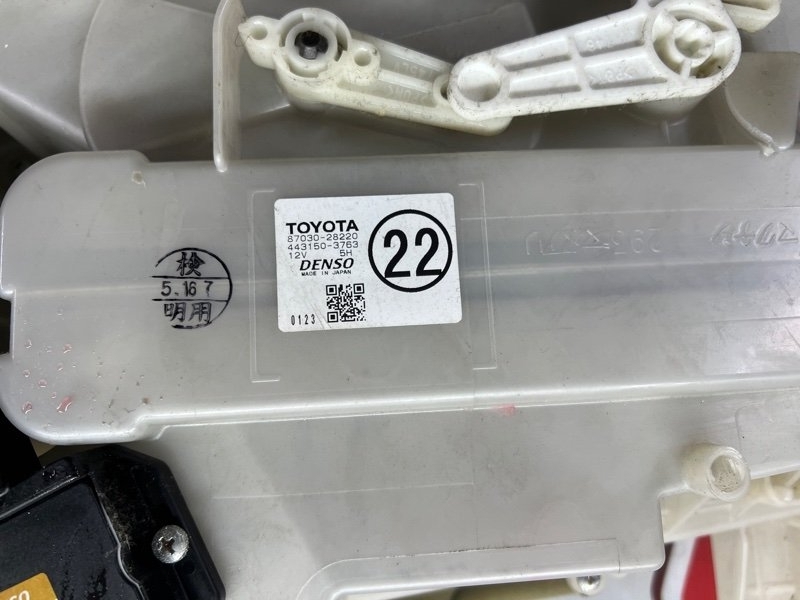 TOYOTA
87030-28220
443150-3763
12V 5H
DENSO
MADE IN JAPAN
22
0123
検
5.16 7
明用